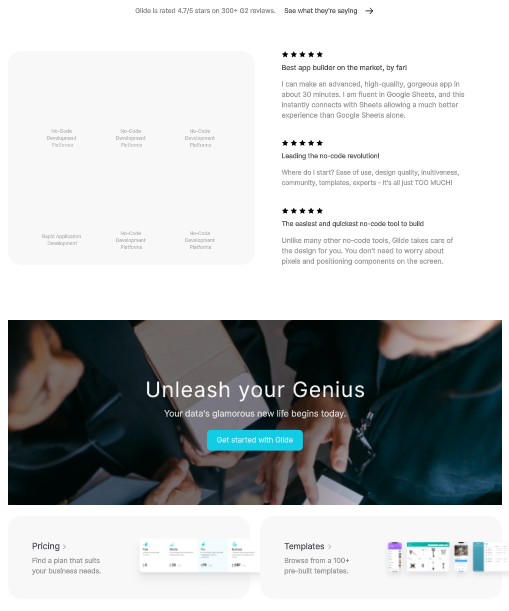 Glide is rated 4.7/5 stars on 300+ G2 reviews. See what they're saying →
No-Code
Development
Platforms
No-Code
Development
Platforms
No-Code
Development
Platforms
Rapid Application
Development
No-Code
Development
Platforms
No-Code
Development
Platforms
Best app builder on the market, by far!
I can make an advanced, high-quality, gorgeous app in
about 30 minutes. I am fluent in Google Sheets, and this
instantly connects with Sheets allowing a much better
experience than Google Sheets alone.
Leading the no-code revolution!
Where do I start? Ease of use, design quality, inuitiveness,
community, templates, experts – it's all just TOO MUCH!
The easiest and quickest no-code tool to build
Unlike many other no-code tools, Glide takes care of
the design for you. You don't need to worry about
pixels and positioning components on the screen.
Unleash your Genius
Your data's glamorous new life begins today.
Get started with Glide
Pricing ›
Find a plan that suits
your business needs.
Templates ›
Browse from a 100+
pre-built templates.